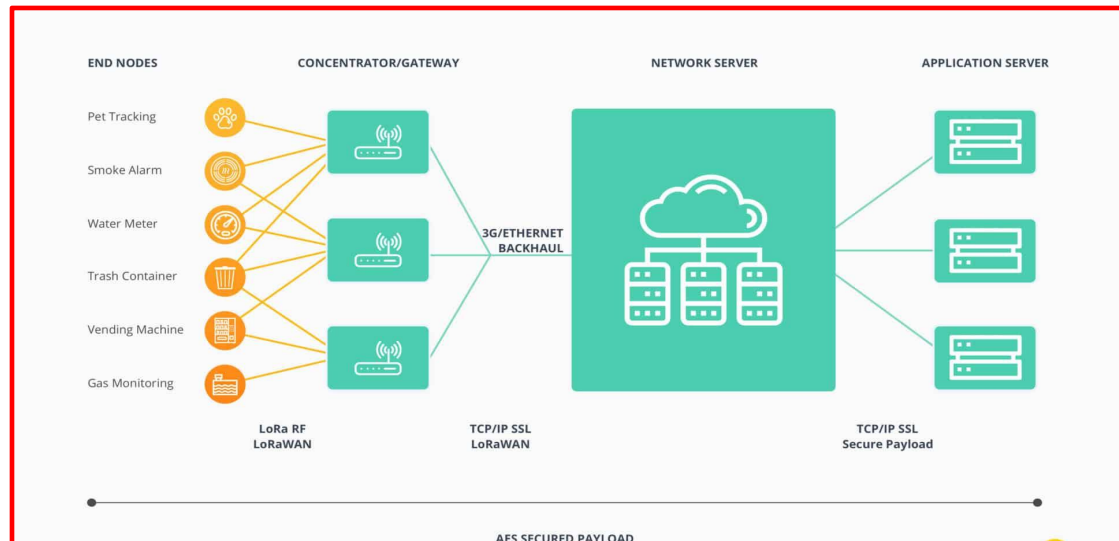 END NODES
CONCENTRATOR/GATEWAY
NETWORK SERVER
APPLICATION SERVER
Pet Tracking
Smoke Alarm
Water Meter
Trash Container
Vending Machine
Gas Monitoring
3G/ETHERNET
BACKHAUL
LoRa RF
LoRaWAN
TCP/IP SSL
LoRaWAN
TCP/IP SSL
Secure Payload
AES SECURED PAYLOAD